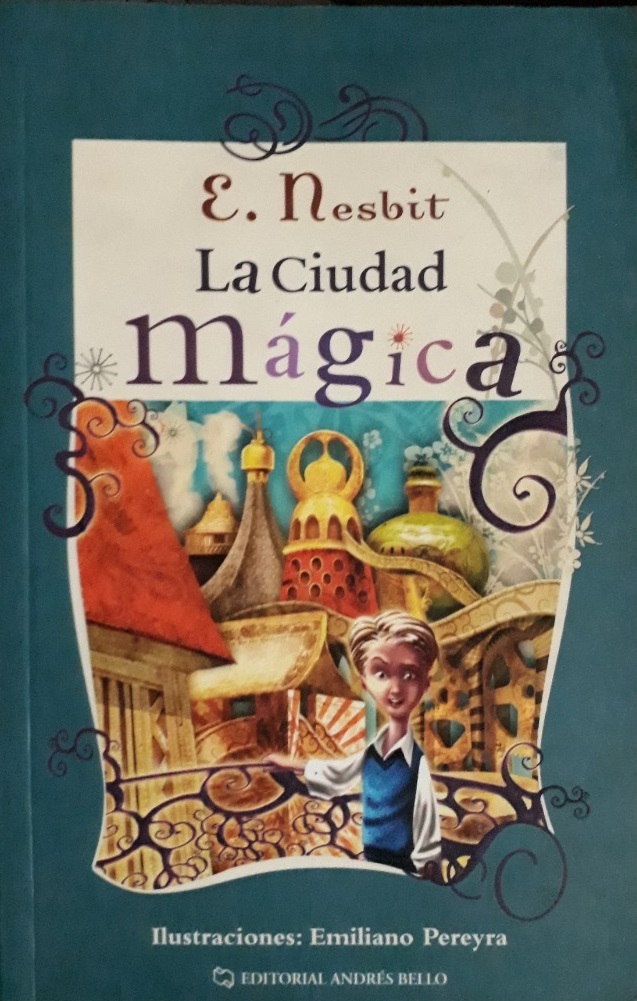 E. Nesbit
La Ciudad
mágica
Ilustraciones: Emiliano Pereyra
EDITORIAL ANDRÉS BELLO